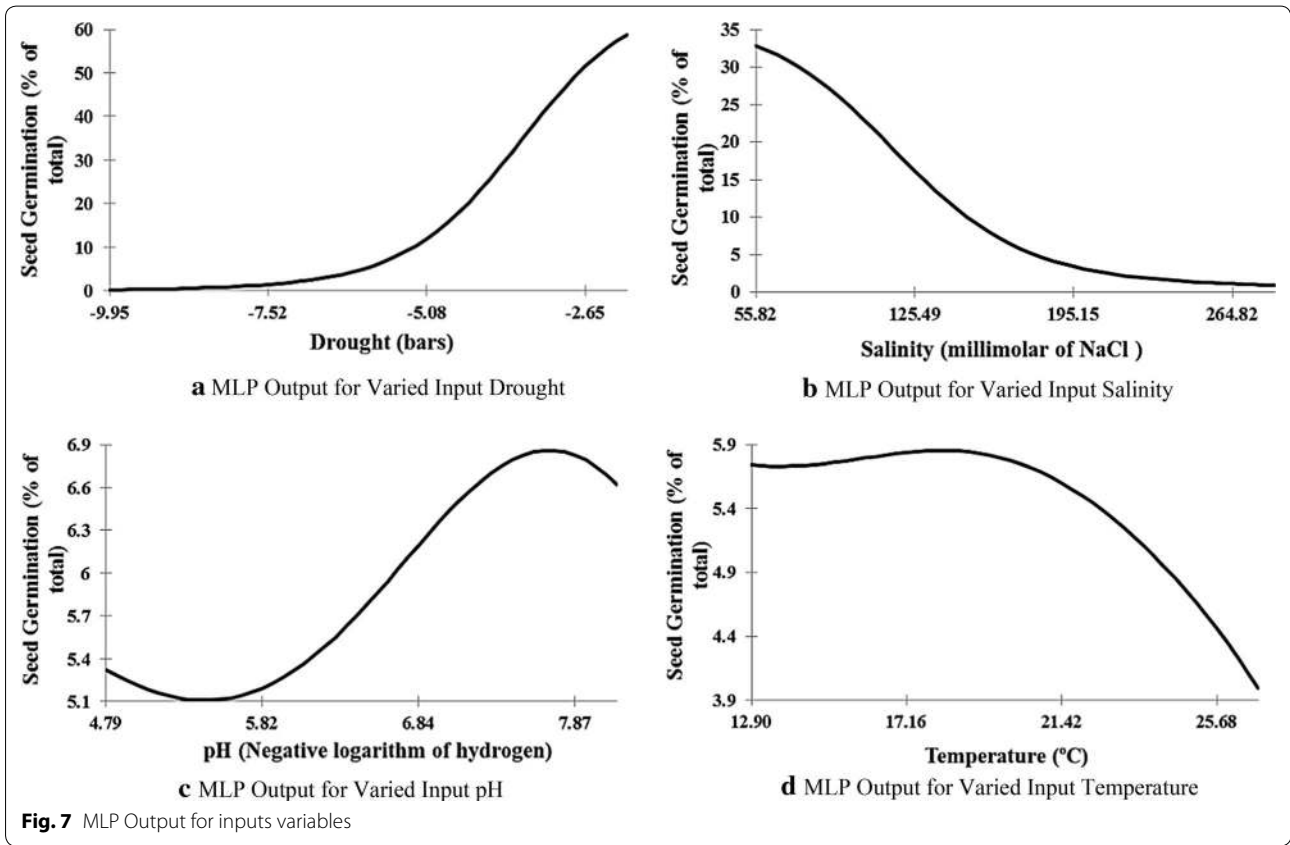 Seed Germination (% of
total)
60
50
40
30
20
10
0
-9.95
-7.52
-5.08
-2.65
Drought (bars)
a MLP Output for Varied Input Drought
Seed Germination (% of
total)
35
30
25
20
15
10
5
0
55.82
125.49
195.15
264.82
Salinity (millimolar of NaCl )
b MLP Output for Varied Input Salinity
Seed Germination (% of
total)
6.9
6.6
6.3
6
5.7
5.4
5.1
4.79
5.82
6.84
7.87
pH (Negative logarithm of hydrogen)
c MLP Output for Varied Input pH
Seed Germination (% of
total)
5.9
5.4
4.9
4.4
3.9
12.90
17.16
21.42
25.68
Temperature (ºC)
d MLP Output for Varied Input Temperature
Fig. 7 MLP Output for inputs variables